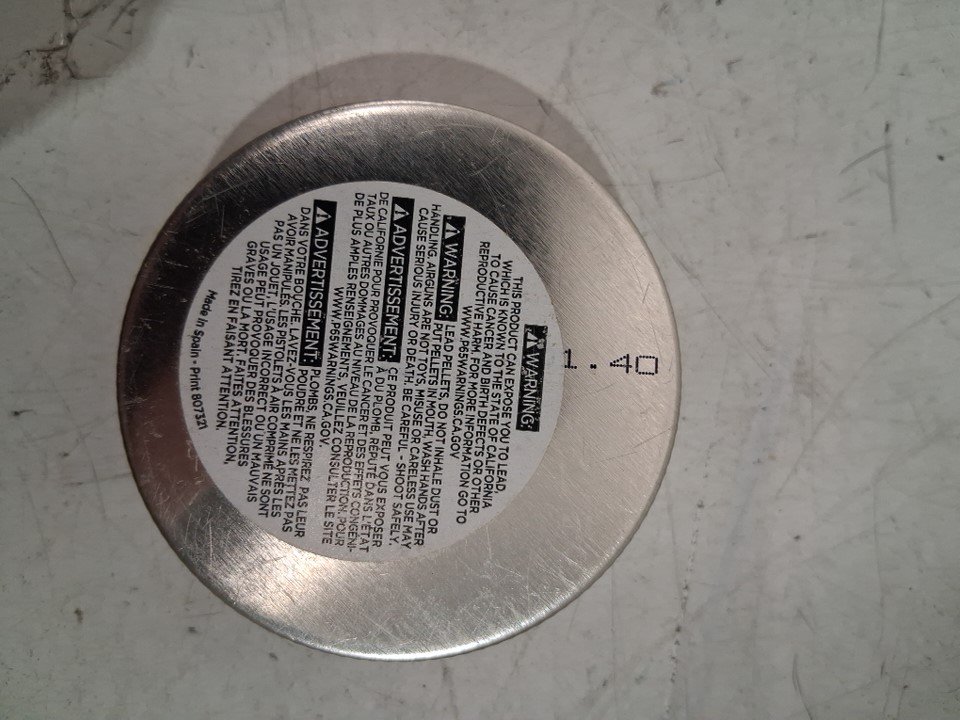 1.40
⚠ WARNING:
THIS PRODUCT CAN EXPOSE YOU TO LEAD,
WHICH IS KNOWN TO THE STATE OF CALIFORNIA
TO CAUSE CANCER AND BIRTH DEFECTS OR OTHER
REPRODUCTIVE HARM. FOR MORE INFORMATION GO TO
WWW.P65WARNINGS.CA.GOV
⚠ WARNING: LEAD PELLETS, DO NOT INHALE DUST OR
PUT PELLETS IN MOUTH, WASH HANDS AFTER
HANDLING. AIRGUNS ARE NOT TOYS, MISUSE OR CARELESS USE MAY
CAUSE SERIOUS INJURY OR DEATH. BE CAREFUL - SHOOT SAFELY.
⚠ ADVERTISSEMENT: CE PRODUIT PEUT VOUS EXPOSER
À DU PLOMB, RÉPUTÉ DANS L'ÉTAT
DE CALIFORNIE POUR PROVOQUER LE CANCER ET DES EFFETS CONGÉNI-
TAUX OU AUTRES DOMMAGES AU NIVEAU DE LA REPRODUCTION. POUR
DE PLUS AMPLES RENSEIGNEMENTS, VEUILLEZ CONSULTER LE SITE
WWW.P65WARNINGS.CA.GOV.
⚠ ADVERTISSEMENT: PLOMBS, NE RESPIREZ PAS LEUR
POUDRE ET NE LES METTEZ PAS
DANS VOTRE BOUCHE, LAVEZ-VOUS LES MAINS APRÈS LES
AVOIR MANIPULÉS. LES PISTOLETS À AIR COMPRIMÉ NE SONT
PAS UN JOUET, L'USAGE INCORRECT OU UN MAUVAIS
USAGE PEUT PROVOQUER DES BLESSURES
GRAVES OU LA MORT. FAITES ATTENTION,
TIREZ EN FAISANT ATTENTION.
Made in Spain - Print 807321